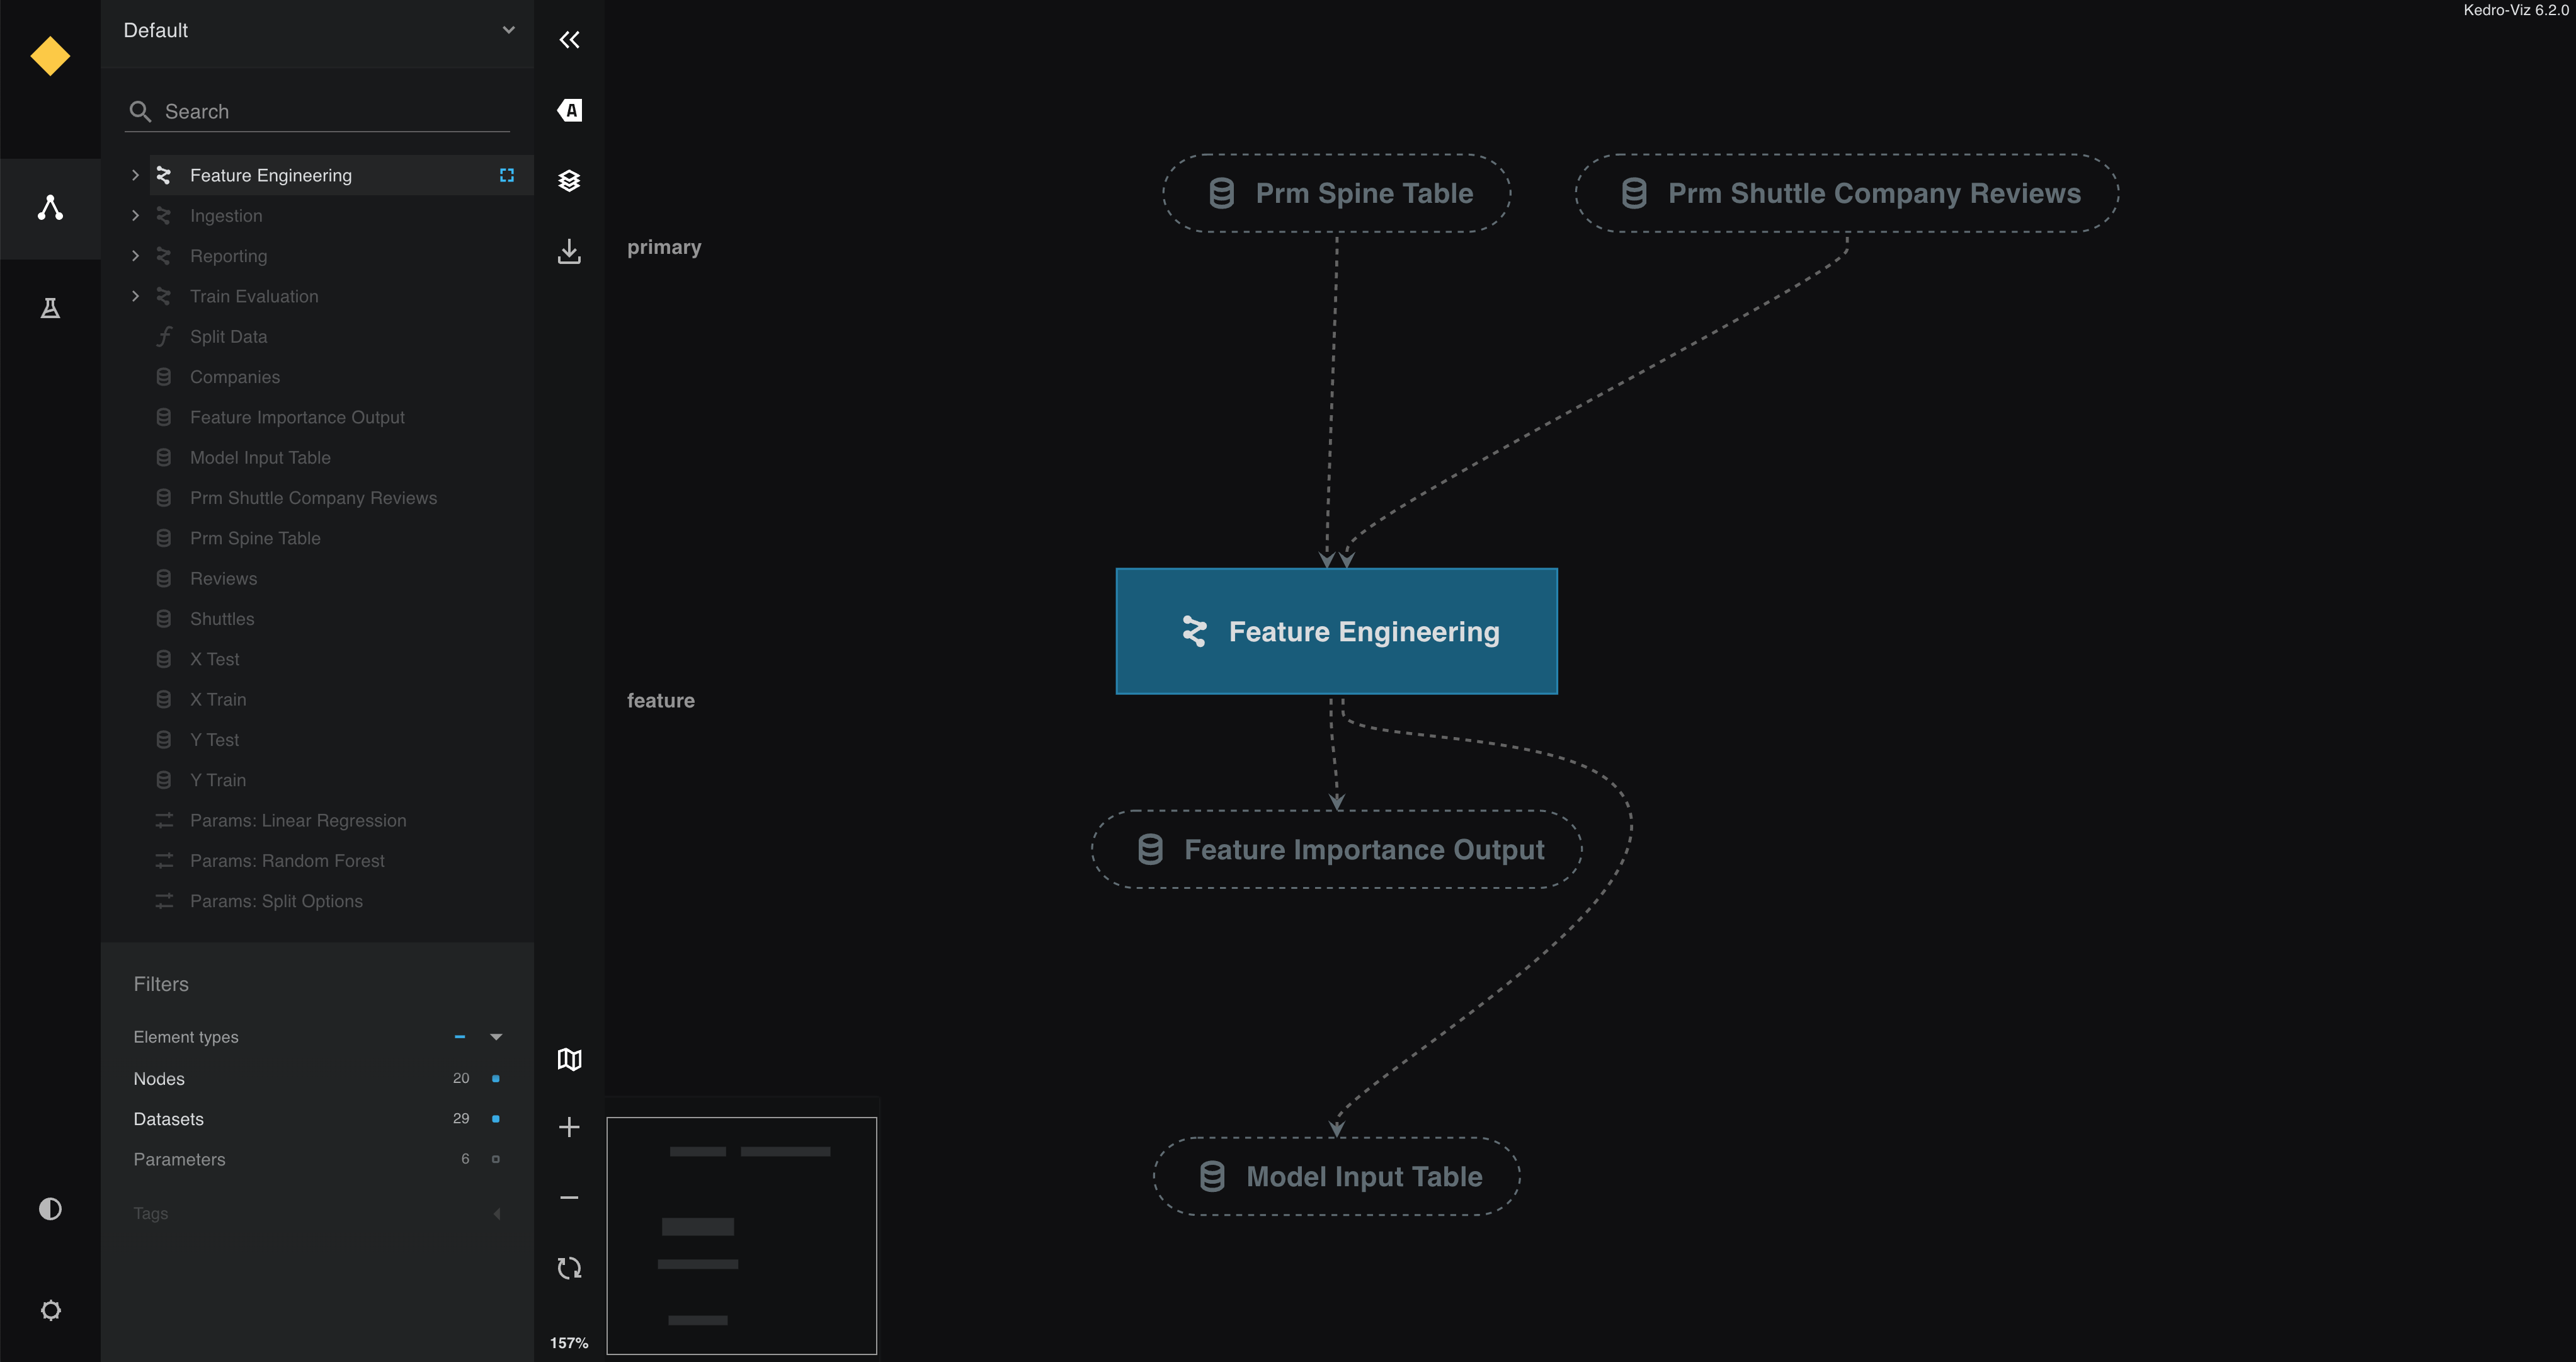 Default
Kedro-Viz 6.2.0
Search
Feature Engineering
Ingestion
Reporting
Train Evaluation
Split Data
Companies
Feature Importance Output
Model Input Table
Prm Shuttle Company Reviews
Prm Spine Table
Reviews
Shuttles
X Test
X Train
Y Test
Y Train
Params: Linear Regression
Params: Random Forest
Params: Split Options
Filters
Element types
Nodes 20
Datasets 29
Parameters 6
Tags
A
157%
primary
feature
Prm Spine Table
Prm Shuttle Company Reviews
Feature Engineering
Feature Importance Output
Model Input Table